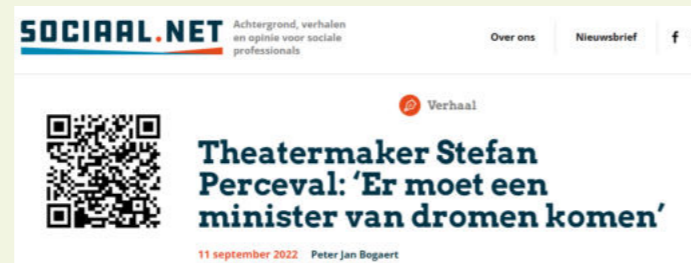 SOCIAAL.NET
Achtergrond, verhalen
en opinie voor sociale
professionals
Over ons
Nieuwsbrief
f
Verhaal
Theatermaker Stefan
Perceval: ‘Er moet een
minister van dromen komen’
11 september 2022 Peter Jan Bogaert